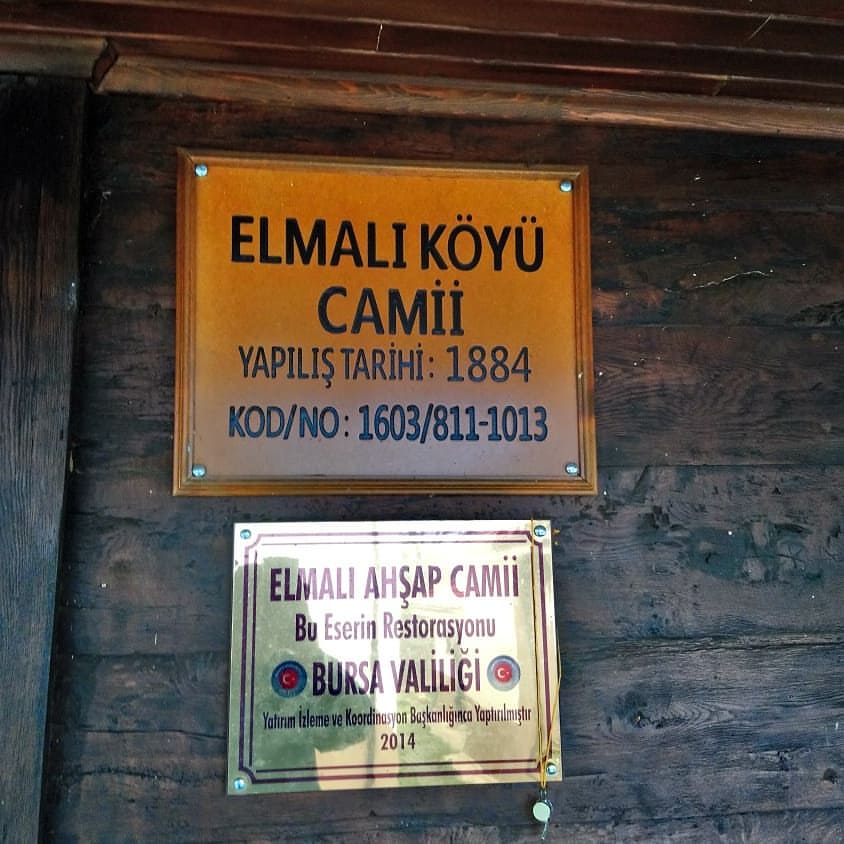 ELMALI KÖYÜ
CAMİİ
YAPILIŞ TARİHİ: 1884
KOD/NO: 1603/811-1013
ELMALI AHŞAP CAMİİ
Bu Eserin Restorasyonu
BURSA VALİLİĞİ
Yatırım İzleme ve Koordinasyon Başkanlığınca Yaptırılmıştır
2014